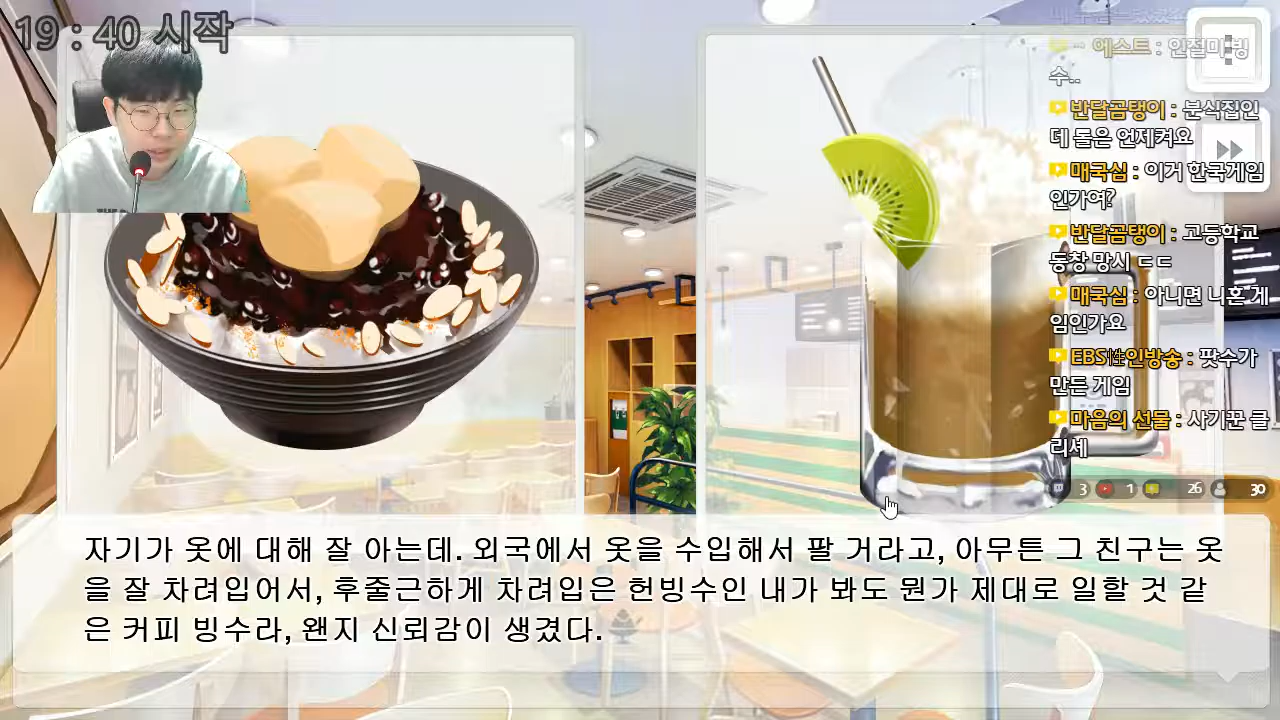 19 : 40 시작
에스트 : 인절미빙
수..
반달곰탱이 : 분식집인
데 롤은 언제켜요
매국심 : 이거 한국게임
인가여?
반달곰탱이 : 고등학교
동창 망시 ㄷㄷ
매국심 : 아니면 니혼 게
임인가요
EBS性인방송 : 팟수가
만든 게임
마음의 선물 : 사기꾼 클
리셰
3 1 26 30
자기가 옷에 대해 잘 아는데. 외국에서 옷을 수입해서 팔 거라고, 아무튼 그 친구는 옷
을 잘 차려입어서, 후줄근하게 차려입은 헌빙수인 내가 봐도 뭔가 제대로 일할 것 같
은 커피 빙수라, 왠지 신뢰감이 생겼다.